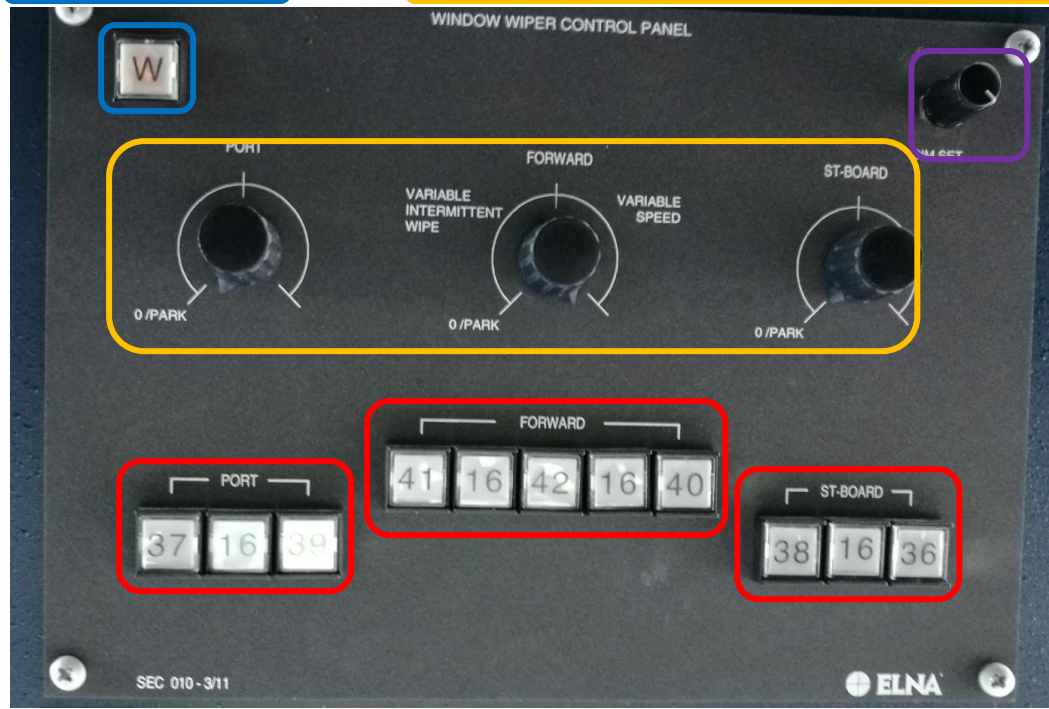 WINDOW WIPER CONTROL PANEL
W
DIM SET
PORT
FORWARD
ST-BOARD
VARIABLE
INTERMITTENT
WIPE
VARIABLE
SPEED
0 /PARK
0 /PARK
0 /PARK
FORWARD
41 16 42 16 40
PORT
37 16 39
ST-BOARD
38 16 36
SEC 010 - 3/11
ELNA